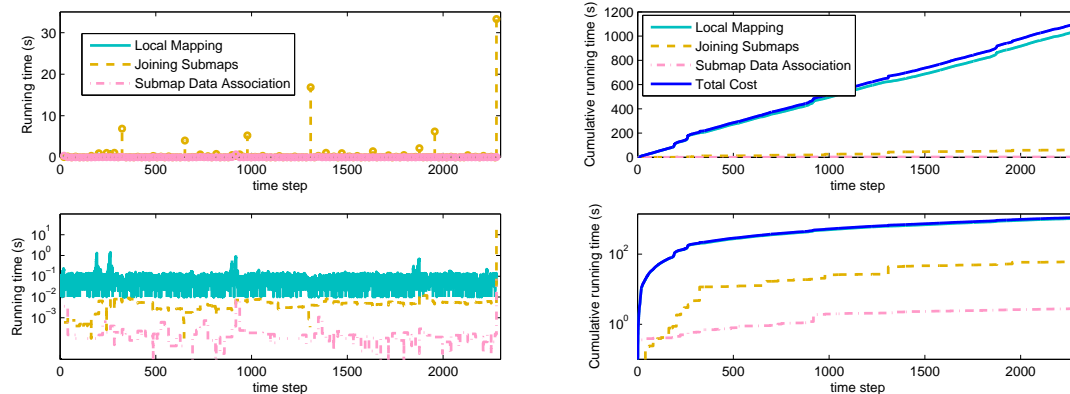 Running time (s)
30
20
10
0
Local Mapping
Joining Submaps
Submap Data Association
0
500
1000
1500
2000
time step
Cumulative running time (s)
1200
1000
800
600
400
200
0
Local Mapping
Joining Submaps
Submap Data Association
Total Cost
0
500
1000
1500
2000
time step
Running time (s)
10^1
10^0
10^-1
10^-2
10^-3
0
500
1000
1500
2000
time step
Cumulative running time (s)
10^2
10^0
0
500
1000
1500
2000
time step